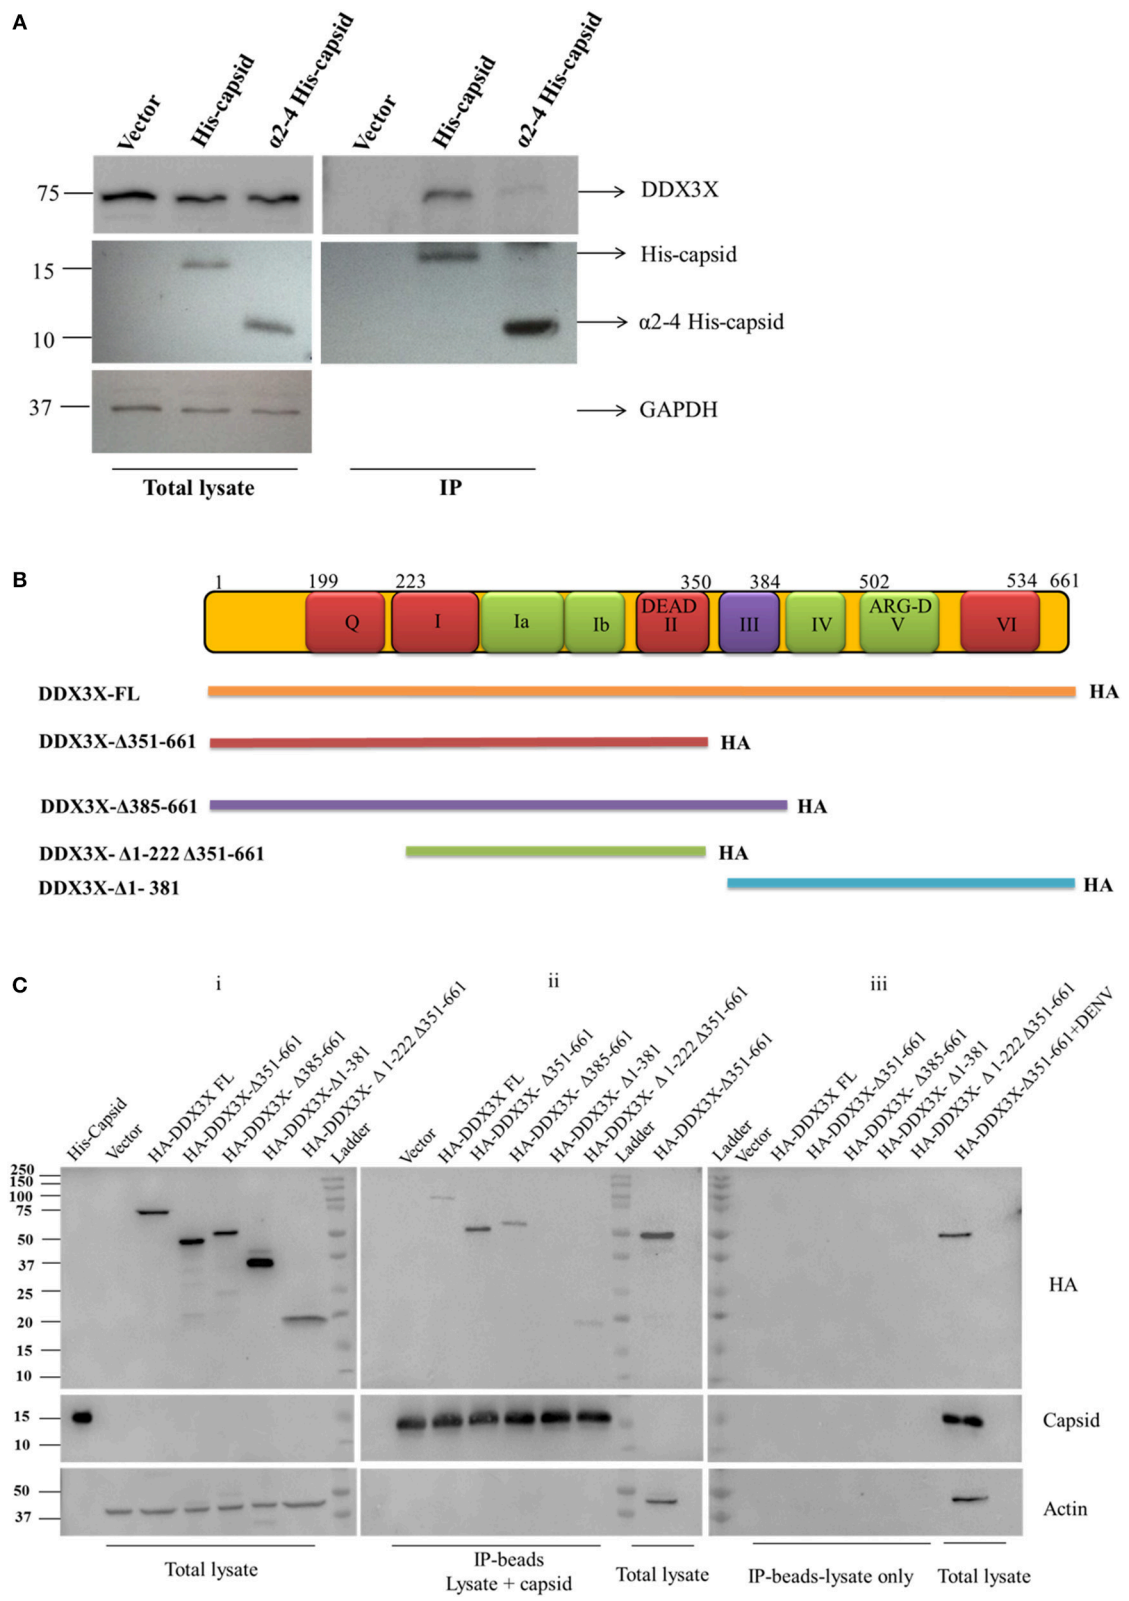 A
Vector
His-capsid
α2-4 His-capsid
Vector
His-capsid
α2-4 His-capsid
75
DDX3X
15
His-capsid
10
α2-4 His-capsid
37
GAPDH
Total lysate
IP
B
1 199 223 350 384 502 534 661
Q I Ia Ib DEAD II III IV ARG-D V VI
DDX3X-FL HA
DDX3X-Δ351-661 HA
DDX3X-Δ385-661 HA
DDX3X- Δ1-222 Δ351-661 HA
DDX3X-Δ1- 381 HA
C
i
ii
iii
His-Capsid
Vector
HA-DDX3X FL
HA-DDX3X-Δ351-661
HA-DDX3X- Δ385-661
HA-DDX3X-Δ1-381
HA-DDX3X- Δ 1-222 Δ351-661
Ladder
Vector
HA-DDX3X FL
HA-DDX3X- Δ351-661
HA-DDX3X- Δ385-661
HA-DDX3X- Δ1-381
HA-DDX3X- Δ 1-222 Δ351-661
Ladder
HA-DDX3X-Δ351-661
Ladder
Vector
HA-DDX3X FL
HA-DDX3X-Δ351-661
HA-DDX3X- Δ385-661
HA-DDX3X- Δ1-381
HA-DDX3X- Δ 1-222 Δ351-661
HA-DDX3X-Δ351-661+DENV
250
150
100
75
50
37
25
20
15
10
HA
15
10
Capsid
50
37
Actin
Total lysate
IP-beads
Lysate + capsid
Total lysate
IP-beads-lysate only
Total lysate